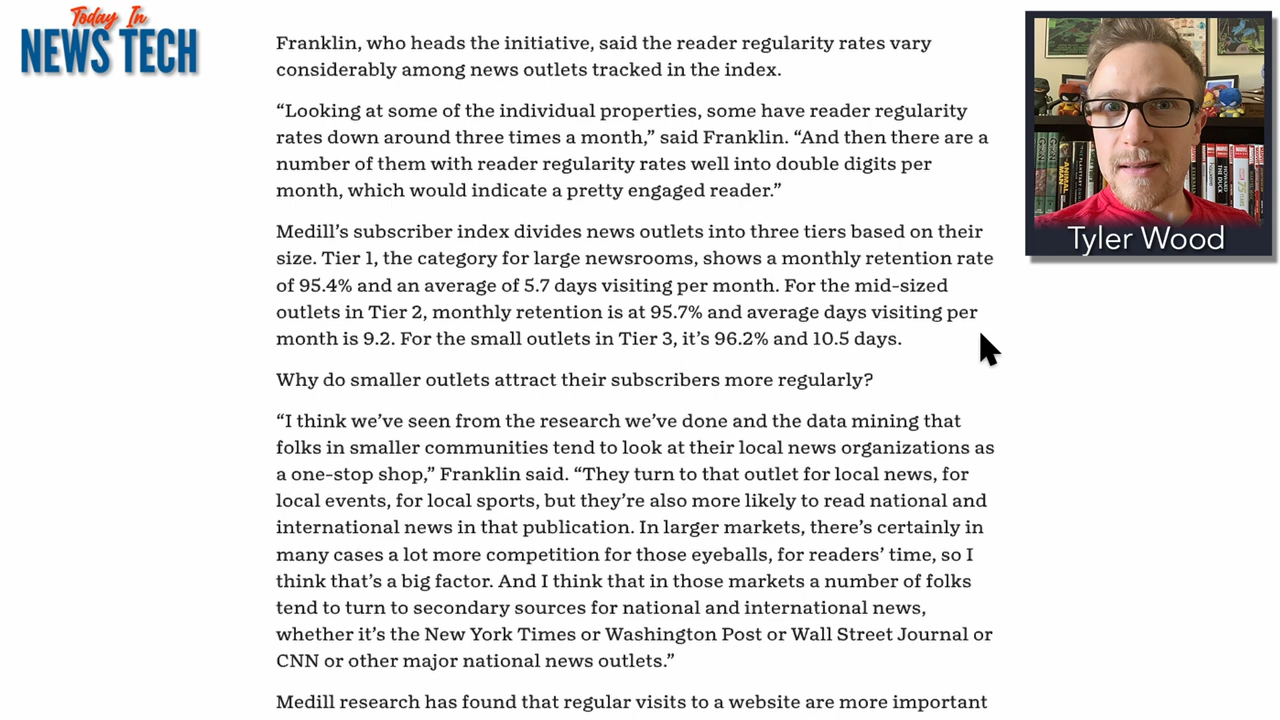 Today In
NEWS TECH
Franklin, who heads the initiative, said the reader regularity rates vary
considerably among news outlets tracked in the index.
“Looking at some of the individual properties, some have reader regularity
rates down around three times a month,” said Franklin. “And then there are a
number of them with reader regularity rates well into double digits per
month, which would indicate a pretty engaged reader.”
Medill’s subscriber index divides news outlets into three tiers based on their
size. Tier 1, the category for large newsrooms, shows a monthly retention rate
of 95.4% and an average of 5.7 days visiting per month. For the mid-sized
outlets in Tier 2, monthly retention is at 95.7% and average days visiting per
month is 9.2. For the small outlets in Tier 3, it’s 96.2% and 10.5 days.
Why do smaller outlets attract their subscribers more regularly?
“I think we’ve seen from the research we’ve done and the data mining that
folks in smaller communities tend to look at their local news organizations as
a one-stop shop,” Franklin said. “They turn to that outlet for local news, for
local events, for local sports, but they’re also more likely to read national and
international news in that publication. In larger markets, there’s certainly in
many cases a lot more competition for those eyeballs, for readers’ time, so I
think that’s a big factor. And I think that in those markets a number of folks
tend to turn to secondary sources for national and international news,
whether it’s the New York Times or Washington Post or Wall Street Journal or
CNN or other major national news outlets.”
Medill research has found that regular visits to a website are more important
Tyler Wood
ANIMAL MAN
HOWARD THE DUCK